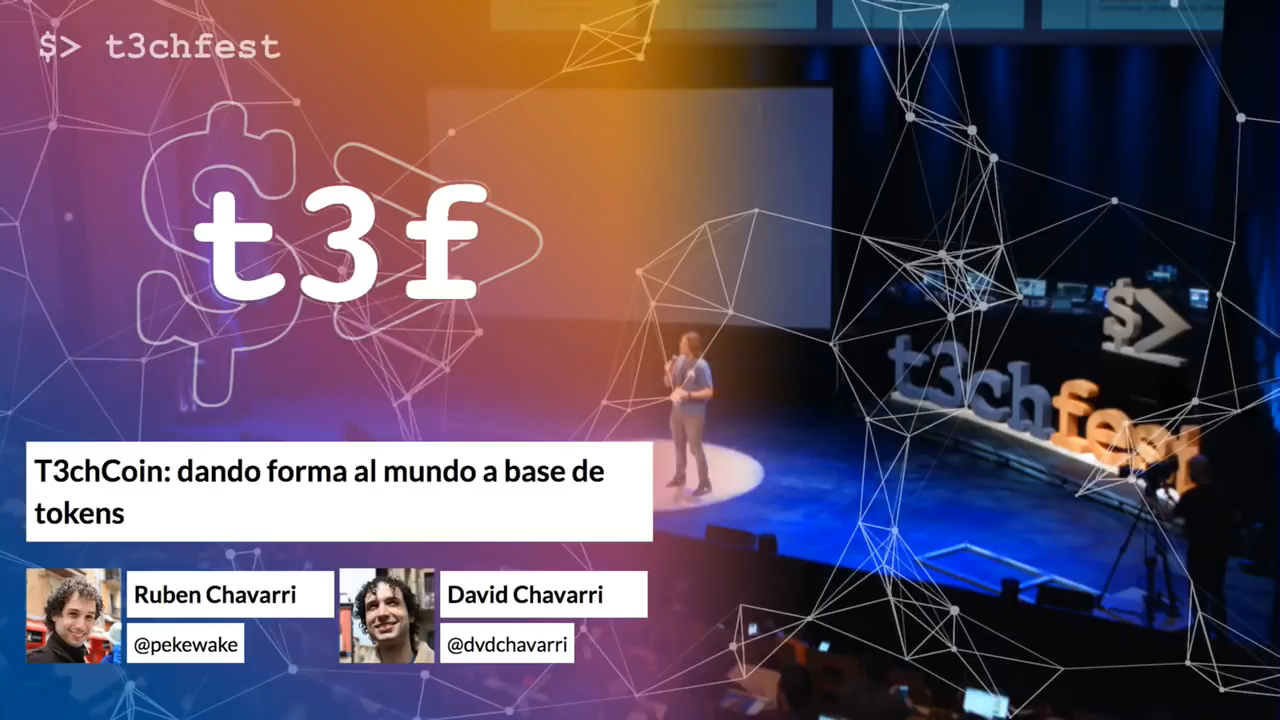 $> t3chfest
t3f
$>
t3chfest
T3chCoin: dando forma al mundo a base de
tokens
Ruben Chavarri
David Chavarri
@pekewake
@dvdchavarri